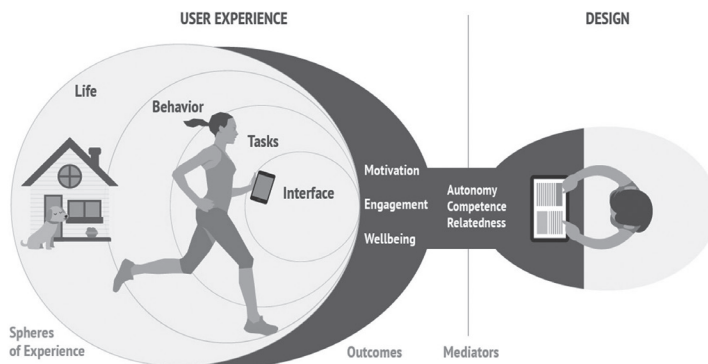 USER EXPERIENCE
DESIGN
Life
Behavior
Tasks
Interface
Motivation
Engagement
Wellbeing
Autonomy
Competence
Relatedness
Spheres
of Experience
Outcomes
Mediators